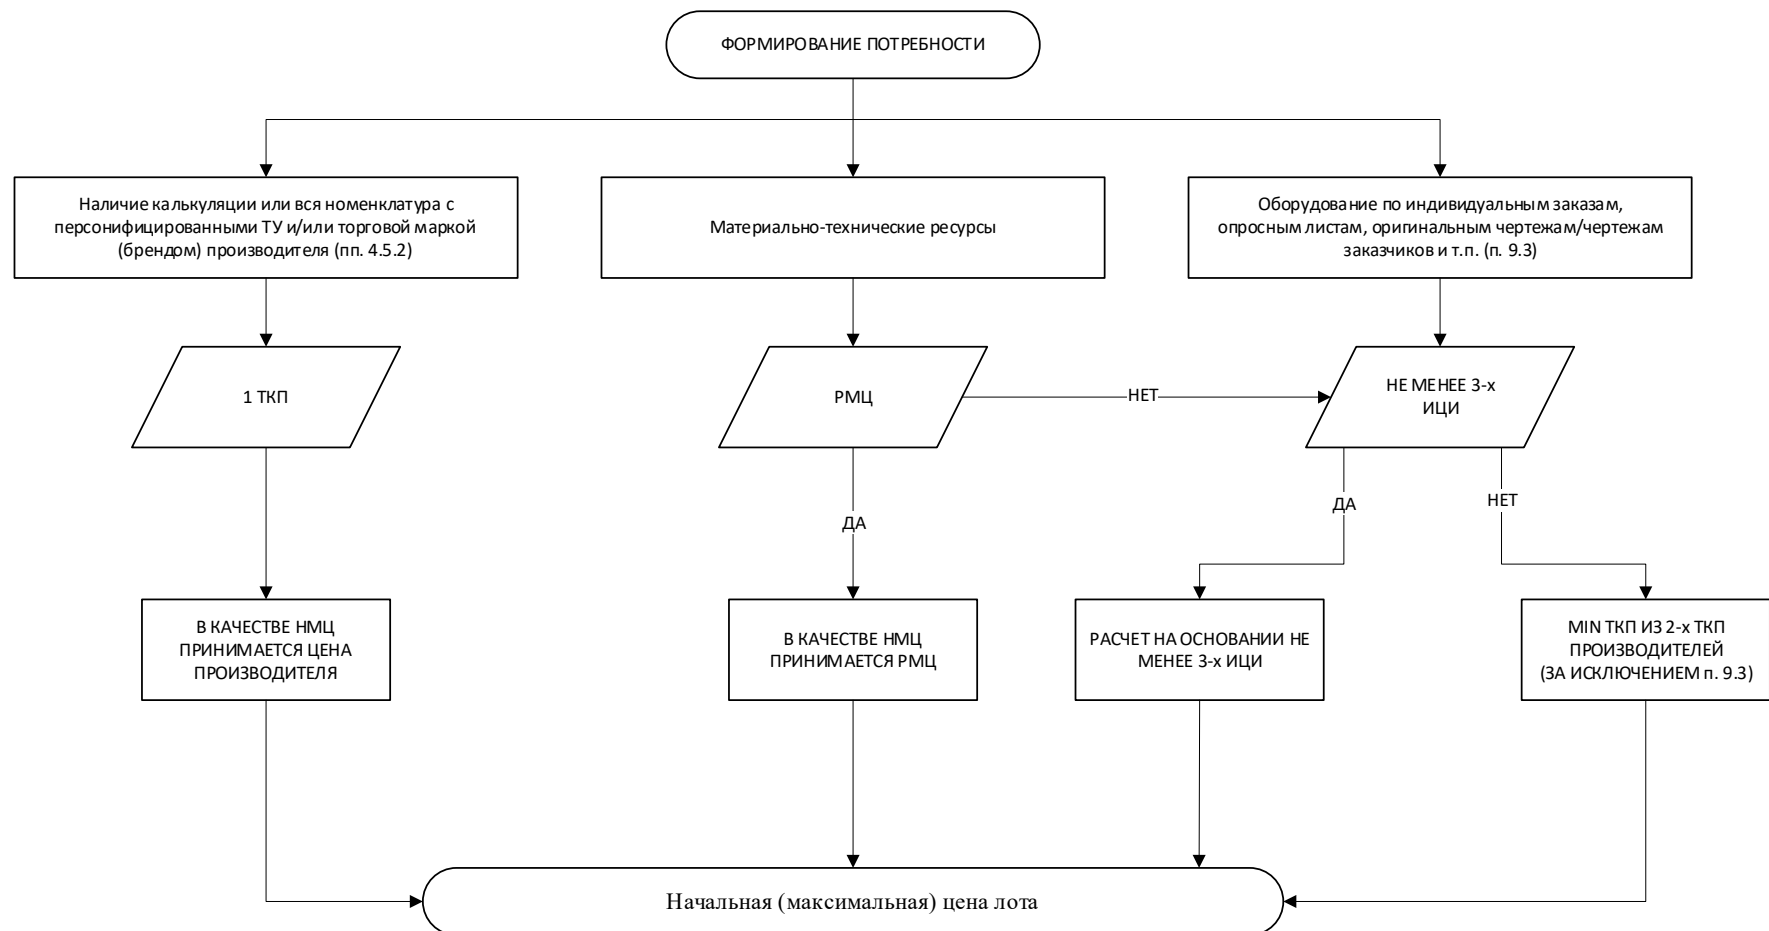 ФОРМИРОВАНИЕ ПОТРЕБНОСТИ
Наличие калькуляции или вся номенклатура с
персонифицированными ТУ и/или торговой маркой
(брендом) производителя (пп. 4.5.2)
Материально-технические ресурсы
Оборудование по индивидуальным заказам,
опросным листам, оригинальным чертежам/чертежам
заказчиков и т.п. (п. 9.3)
1 ТКП
РМЦ
НЕТ
НЕ МЕНЕЕ 3-х
ИЦИ
ДА
ДА
НЕТ
В КАЧЕСТВЕ НМЦ
ПРИНИМАЕТСЯ ЦЕНА
ПРОИЗВОДИТЕЛЯ
В КАЧЕСТВЕ НМЦ
ПРИНИМАЕТСЯ РМЦ
РАСЧЕТ НА ОСНОВАНИИ НЕ
МЕНЕЕ 3-х ИЦИ
MIN ТКП ИЗ 2-х ТКП
ПРОИЗВОДИТЕЛЕЙ
(ЗА ИСКЛЮЧЕНИЕМ п. 9.3)
Начальная (максимальная) цена лота